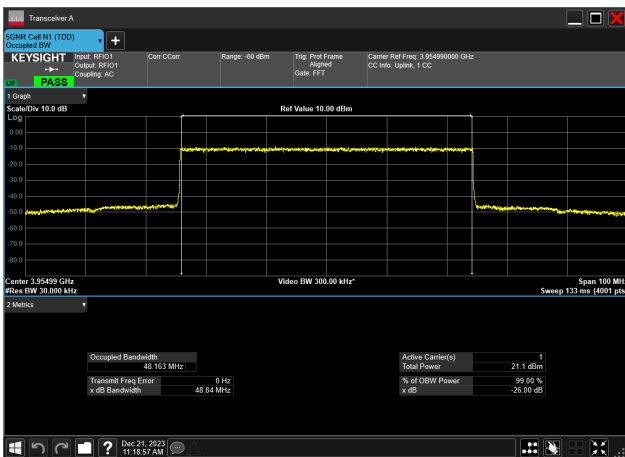 Transceiver A
5GNR Cell N1 (TDD)
Occupied BW
KEYSIGHT
Input: RFIO1
Output: RFIO1
Coupling: AC
Corr CCorr
Range: -60 dBm
Trig: Prot Frame
Aligned
Gate: FFT
Carrier Ref Freq: 3.954990000 GHz
CC Info: Uplink, 1 CC
PASS
1 Graph
Scale/Div 10.0 dB
Ref Value 10.00 dBm
Log
0.00
-10.0
-20.0
-30.0
-40.0
-50.0
-60.0
-70.0
-80.0
Center 3.95499 GHz
Video BW 300.00 kHz*
Span 100 MHz
#Res BW 30.000 kHz
Sweep 133 ms (4001 pts
2 Metrics
Occupied Bandwidth
48.163 MHz
Transmit Freq Error 0 Hz
x dB Bandwidth 48.84 MHz
Active Carrier(s) 1
Total Power 21.1 dBm
% of OBW Power 99.00 %
x dB -26.00 dB
Dec 21, 2023
11:18:57 AM